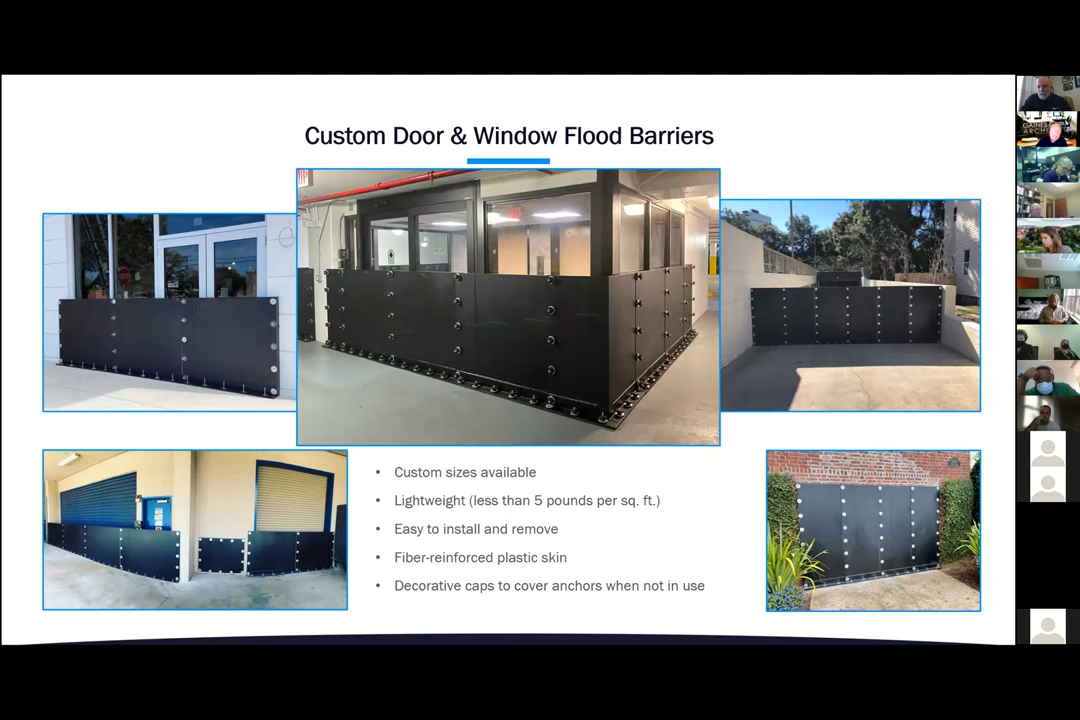 Custom Door & Window Flood Barriers
• Custom sizes available
• Lightweight (less than 5 pounds per sq. ft.)
• Easy to install and remove
• Fiber-reinforced plastic skin
• Decorative caps to cover anchors when not in use